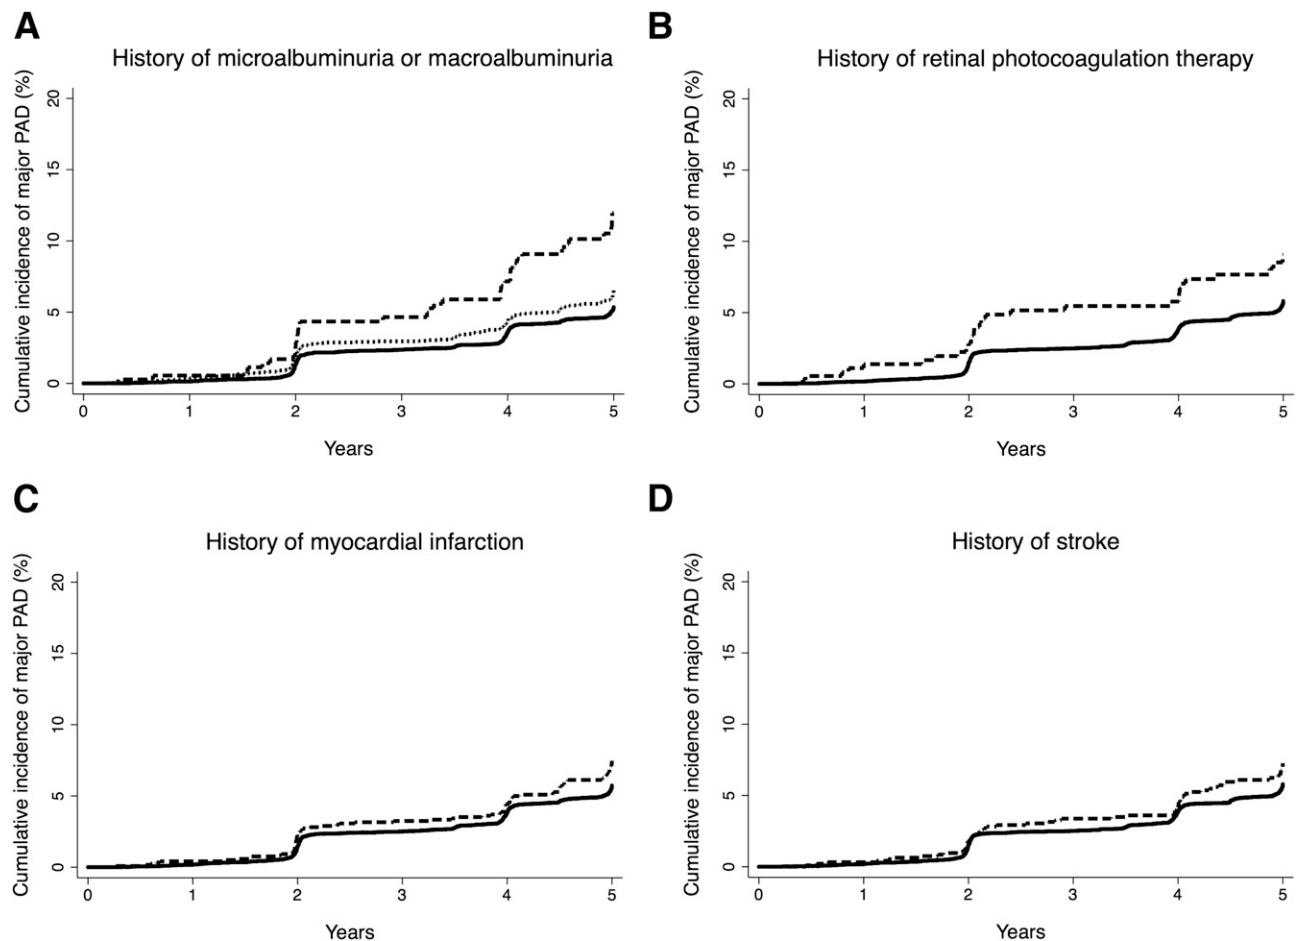 A
History of microalbuminuria or macroalbuminuria
Cumulative incidence of major PAD (%)
20
15
10
5
0
0 1 2 3 4 5
Years
B
History of retinal photocoagulation therapy
Cumulative incidence of major PAD (%)
20
15
10
5
0
0 1 2 3 4 5
Years
C
History of myocardial infarction
Cumulative incidence of major PAD (%)
20
15
10
5
0
0 1 2 3 4 5
Years
D
History of stroke
Cumulative incidence of major PAD (%)
20
15
10
5
0
0 1 2 3 4 5
Years